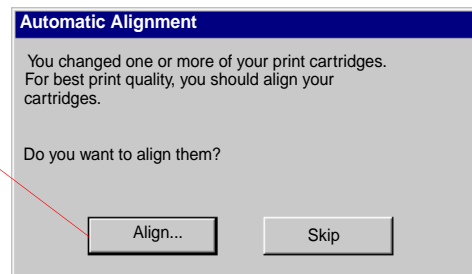 Automatic Alignment
You changed one or more of your print cartridges.
For best print quality, you should align your
cartridges.
Do you want to align them?
Align... Skip